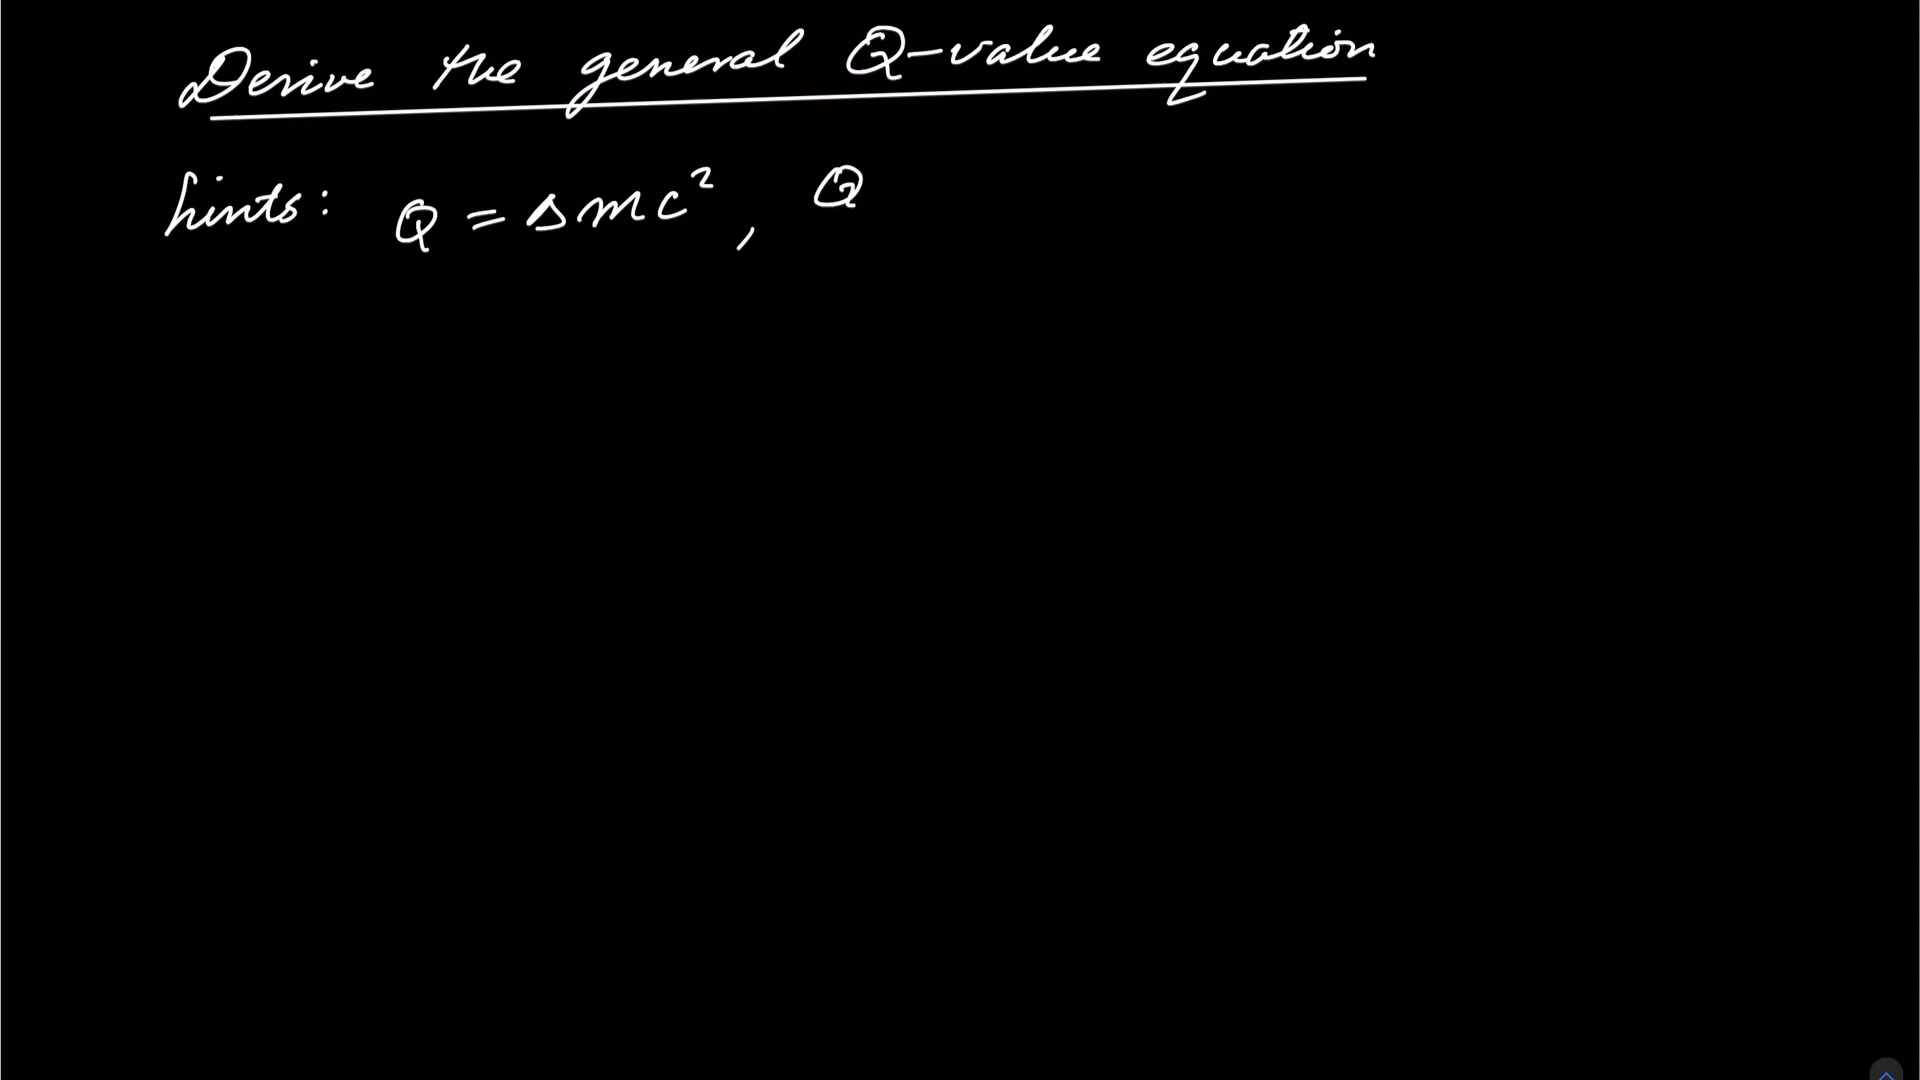 Derive the general Q-value equation
hints: Q = Δmc², Q